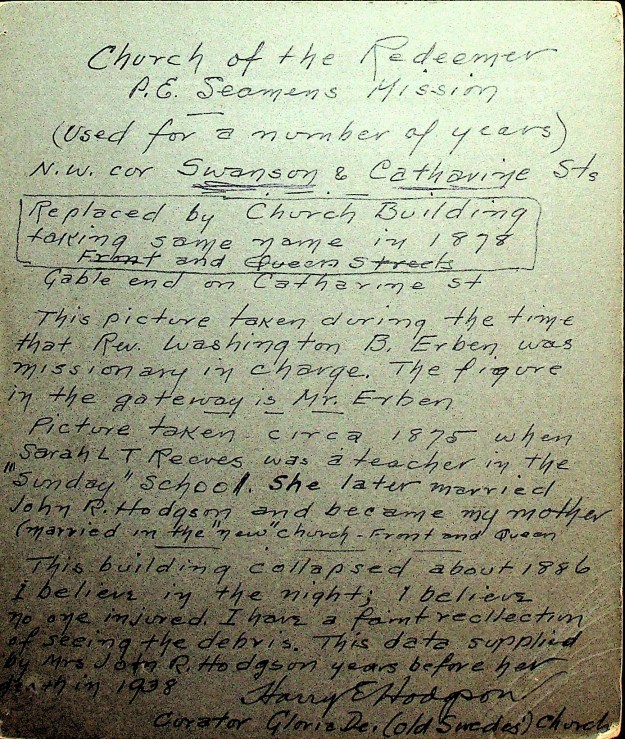 Church of the Redeemer
P.E. Seamens Mission
(Used for a number of years)
N.W. cor Swanson & Catharine Sts
Replaced by Church Building
taking same name in 1878
Front and Queen Streets
Gable end on Catharine St
This picture taken during the time
that Rev. Washington B. Erben was
missionary in charge. The figure
in the gateway is Mr. Erben
Picture taken circa 1875 when
Sarah L T Reeves was a teacher in the
"Sunday" School. She later married
John R. Hodgson and became my mother
(married in the "new" church - Front and Queen
This building collapsed about 1886
I believe in the night; I believe
no one injured. I have a faint recllection
of seeing the debris. This data supplied
by Mrs John R. Hodgson years before her
death in 1938
Harry E Hodgson
Curator Gloria Dei (old Swedes') Church